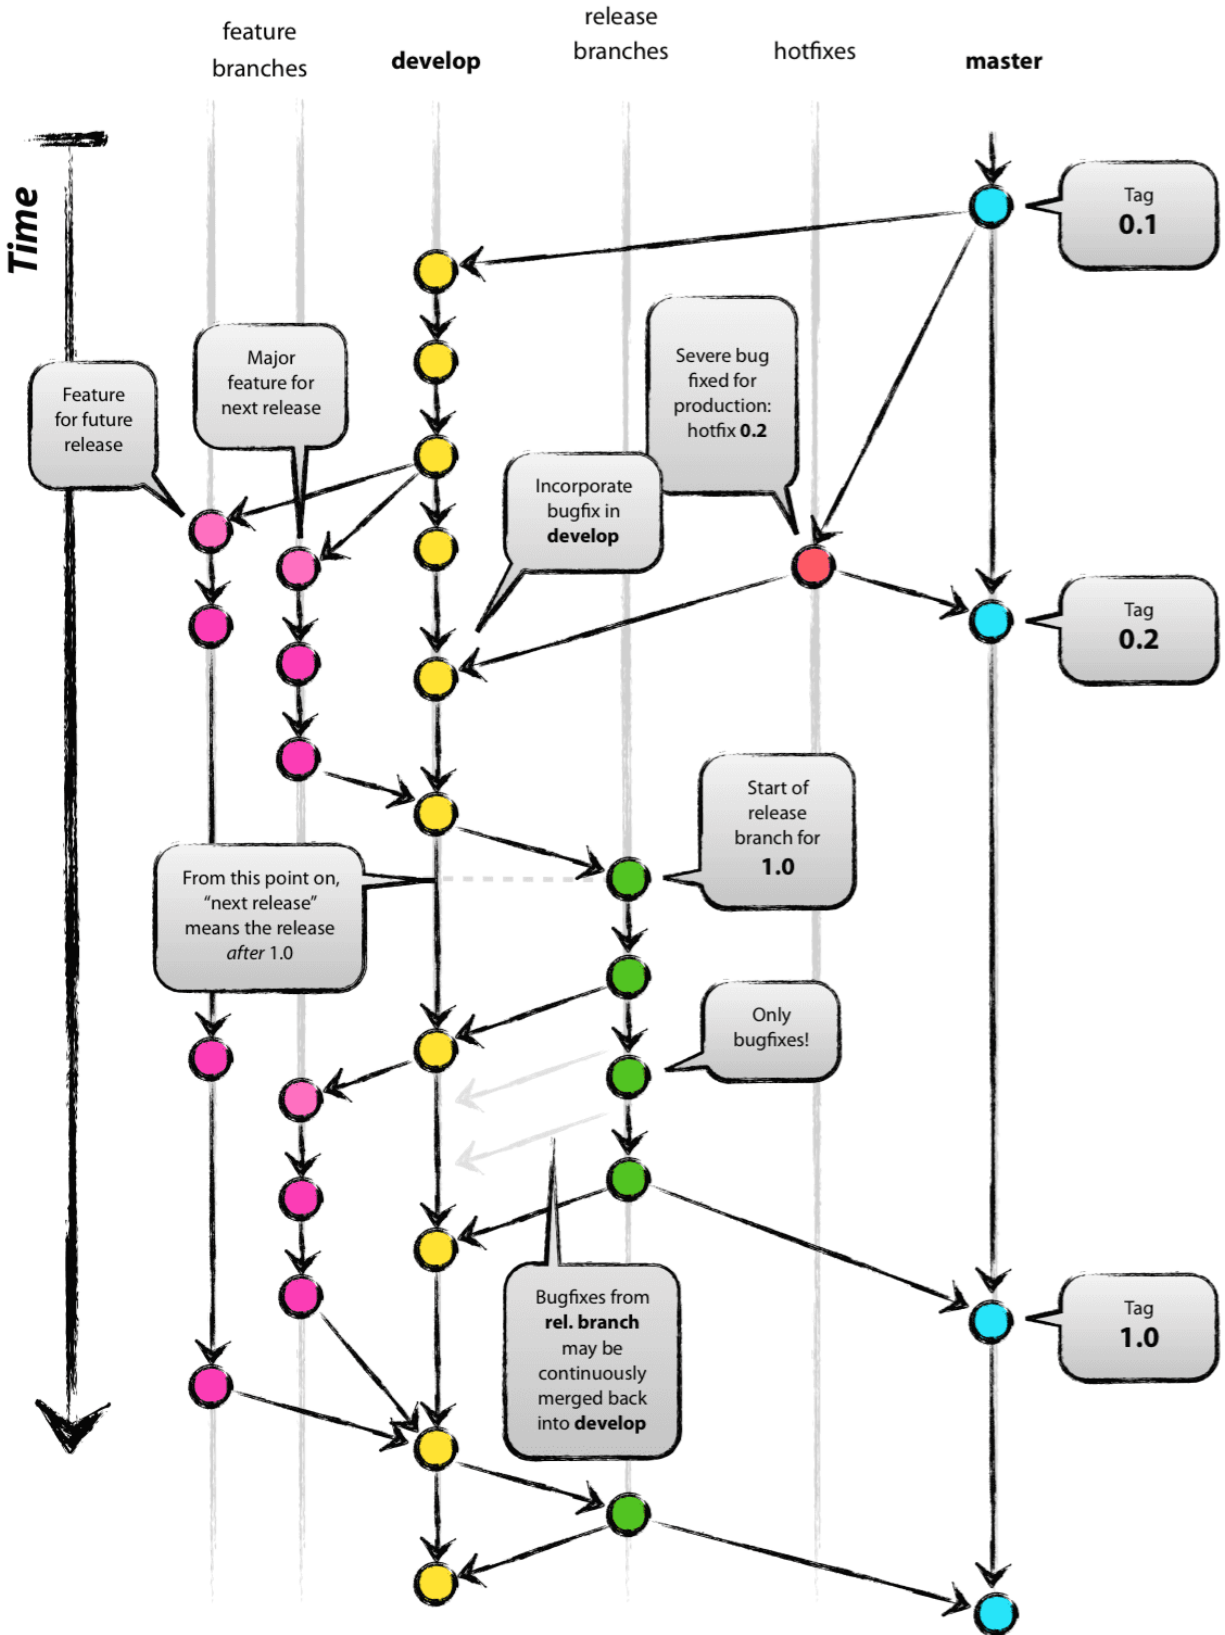 feature
branches
develop
release
branches
hotfixes
master
Time
Tag
0.1
Major
feature for
next release
Feature
for future
release
Severe bug
fixed for
production:
hotfix 0.2
Incorporate
bugfix in
develop
Tag
0.2
Start of
release
branch for
1.0
From this point on,
“next release”
means the release
after 1.0
Only
bugfixes!
Bugfixes from
rel. branch
may be
continuously
merged back
into develop
Tag
1.0